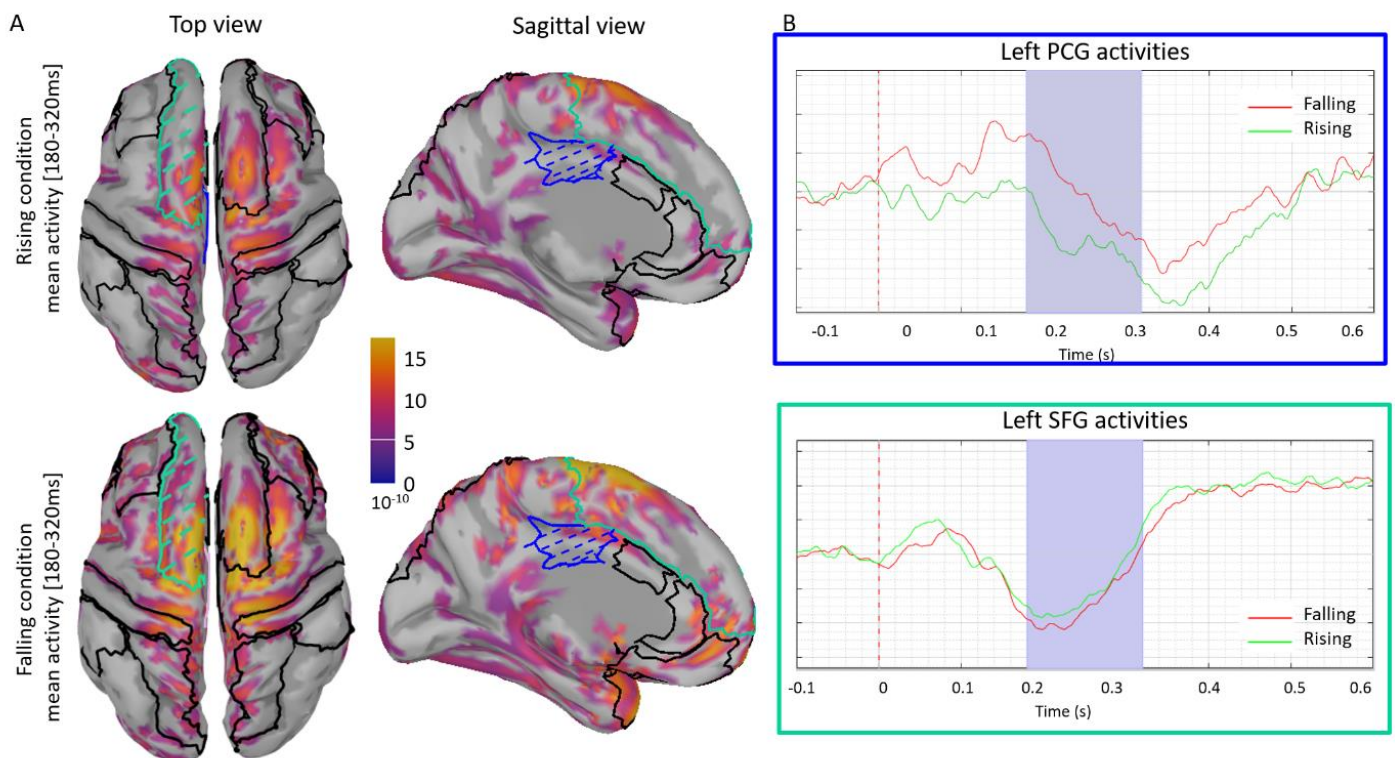 A
Top view
Sagittal view
Rising condition
mean activity [180-320ms]
Falling condition
mean activity [180-320ms]
15
10
5
0
10-10
B
Left PCG activities
Falling
Rising
-0.1 0 0.1 0.2 0.3 0.4 0.5 0.6
Time (s)
Left SFG activities
Falling
Rising
-0.1 0 0.1 0.2 0.3 0.4 0.5 0.6
Time (s)